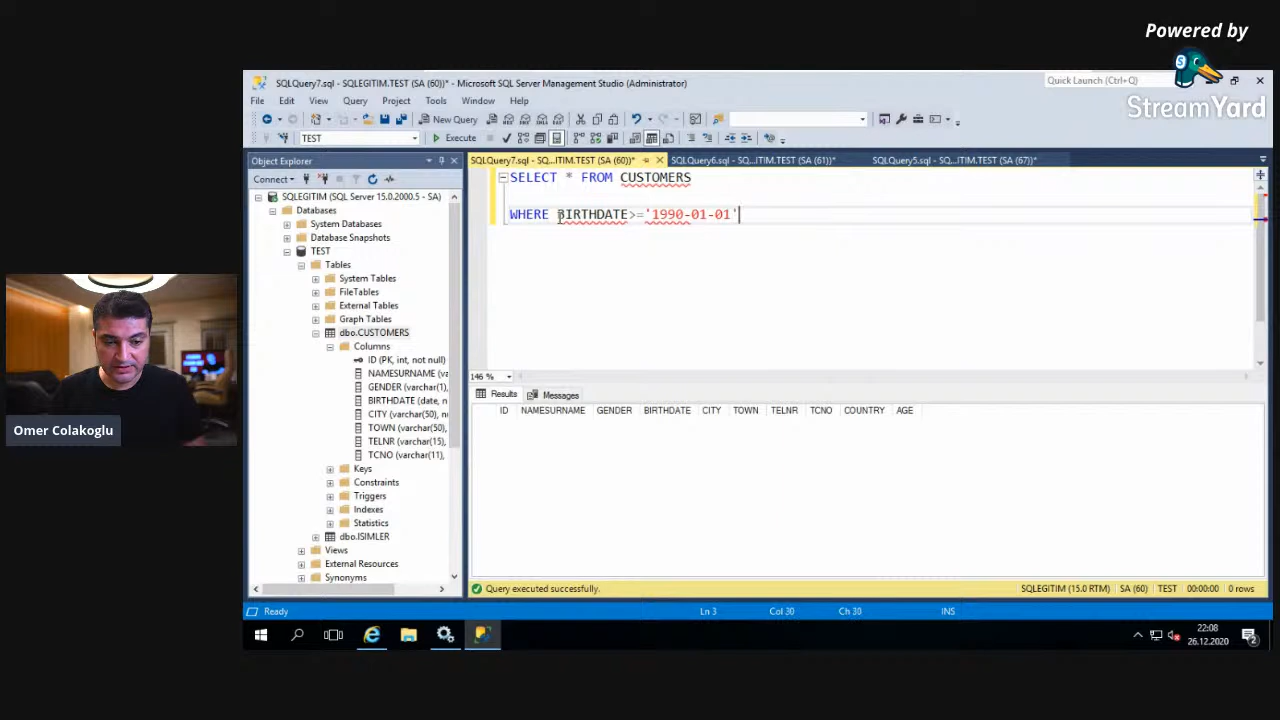 Powered by
StreamYard
SQLQuery7.sql - SQLEGITIM.TEST (SA (60))* - Microsoft SQL Server Management Studio (Administrator)
Quick Launch (Ctrl+Q)
File Edit View Query Project Tools Window Help
New Query
TEST
Execute
Object Explorer
SQLQuery7.sql - SQ...ITIM.TEST (SA (60))*
SQLQuery6.sql - SQ...ITIM.TEST (SA (61))*
SQLQuery5.sql - SQ...ITIM.TEST (SA (67))*
Connect
SQLEGITIM (SQL Server 15.0.2000.5 - SA)
Databases
System Databases
Database Snapshots
TEST
Tables
System Tables
FileTables
External Tables
Graph Tables
dbo.CUSTOMERS
Columns
ID (PK, int, not null)
NAMESURNAME (va
GENDER (varchar(1),
BIRTHDATE (date, n
CITY (varchar(50), nu
TOWN (varchar(50),
TELNR (varchar(15),
TCNO (varchar(11),
Keys
Constraints
Triggers
Indexes
Statistics
dbo.ISIMLER
Views
External Resources
Synonyms
SELECT * FROM CUSTOMERS
WHERE BIRTHDATE>='1990-01-01'
146 %
Results Messages
ID NAMESURNAME GENDER BIRTHDATE CITY TOWN TELNR TCNO COUNTRY AGE
Query executed successfully.
SQLEGITIM (15.0 RTM) SA (60) TEST 00:00:00 0 rows
Ready
Ln 3 Col 30 Ch 30 INS
22:08
26.12.2020
2
Omer Colakoglu